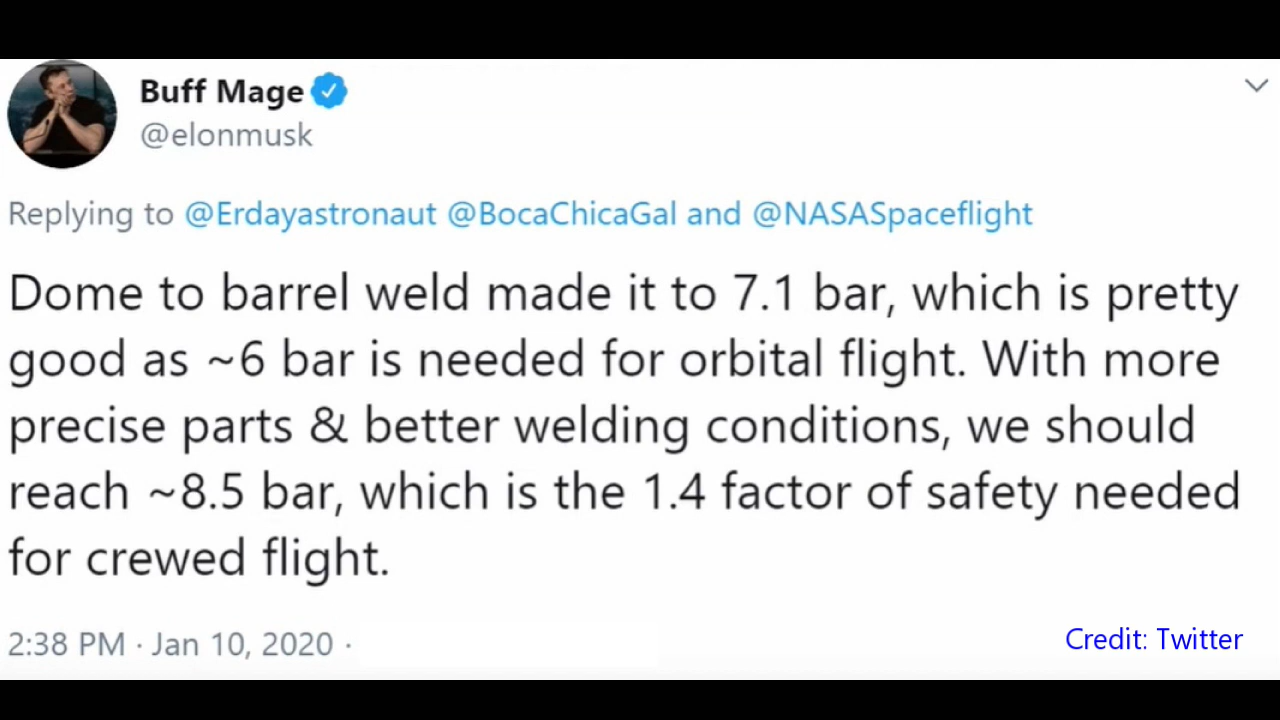 Buff Mage
@elonmusk
Replying to @Erdayastronaut @BocaChicaGal and @NASASpaceflight
Dome to barrel weld made it to 7.1 bar, which is pretty
good as ~6 bar is needed for orbital flight. With more
precise parts & better welding conditions, we should
reach ~8.5 bar, which is the 1.4 factor of safety needed
for crewed flight.
2:38 PM · Jan 10, 2020 ·
Credit: Twitter